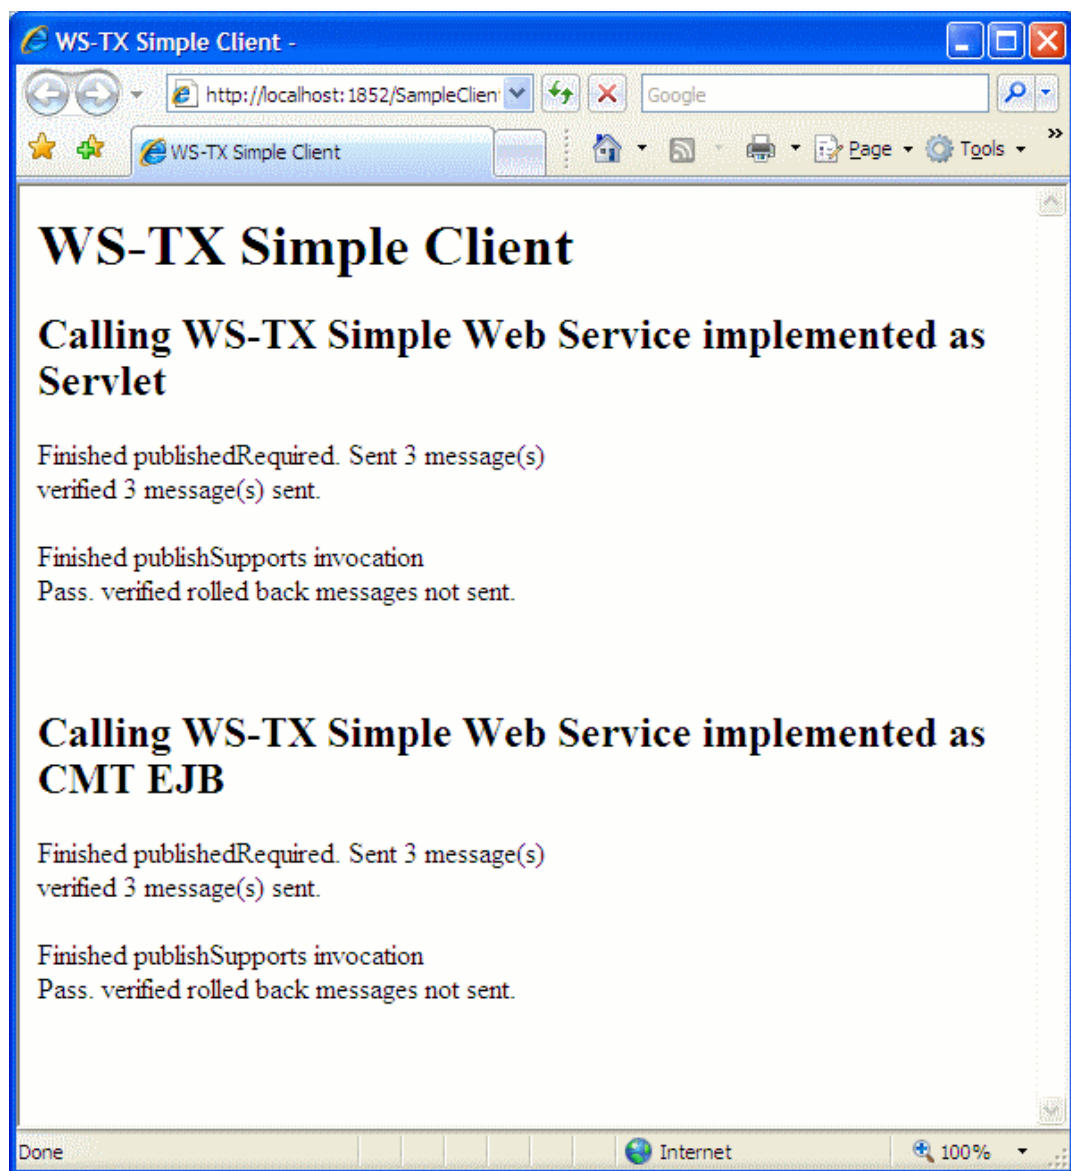 WS-TX Simple Client -
http://localhost:1852/SampleClien
Google
WS-TX Simple Client
Page
Tools
WS-TX Simple Client
Calling WS-TX Simple Web Service implemented as
Servlet
Finished publishedRequired. Sent 3 message(s)
verified 3 message(s) sent.
Finished publishSupports invocation
Pass. verified rolled back messages not sent.
Calling WS-TX Simple Web Service implemented as
CMT EJB
Finished publishedRequired. Sent 3 message(s)
verified 3 message(s) sent.
Finished publishSupports invocation
Pass. verified rolled back messages not sent.
Done
Internet
100%